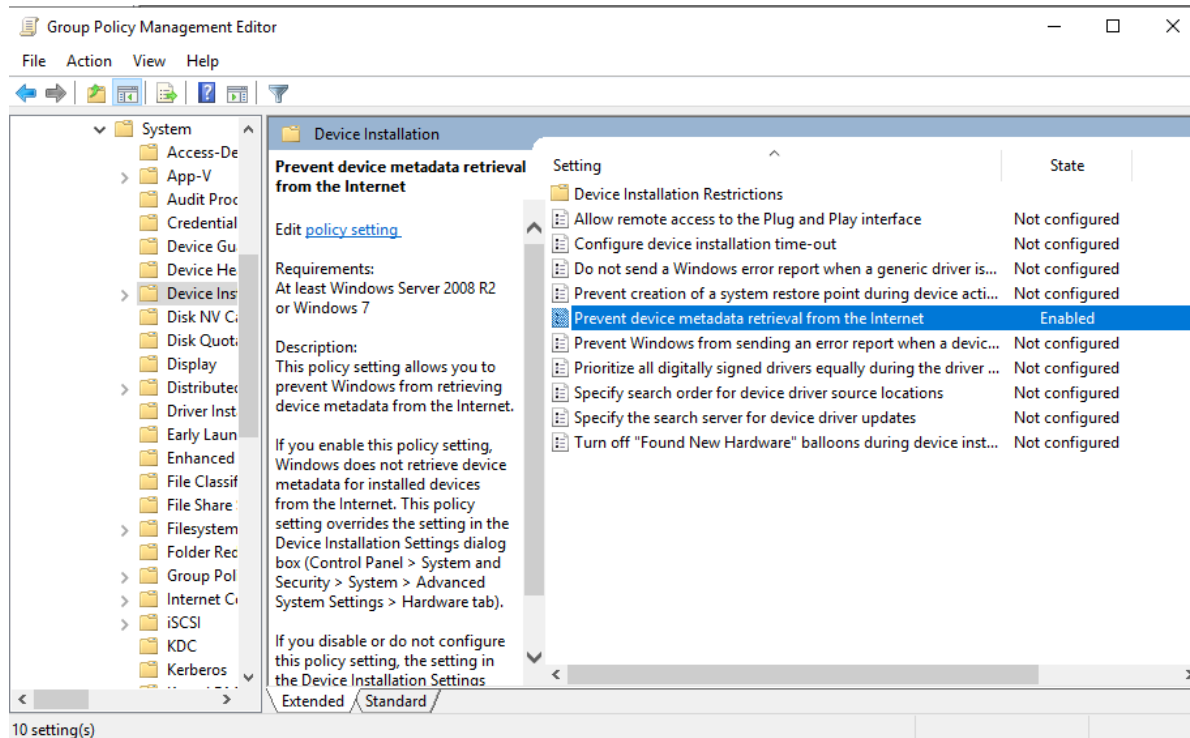 Group Policy Management Editor
File Action View Help
System
Access-De
App-V
Audit Proc
Credential
Device Gu
Device He
Device Ins
Disk NV Ca
Disk Quota
Display
Distributed
Driver Inst
Early Laun
Enhanced
File Classif
File Share
Filesystem
Folder Red
Group Pol
Internet Co
iSCSI
KDC
Kerberos
Device Installation
Prevent device metadata retrieval
from the Internet
Edit policy setting
Requirements:
At least Windows Server 2008 R2
or Windows 7
Description:
This policy setting allows you to
prevent Windows from retrieving
device metadata from the Internet.
If you enable this policy setting,
Windows does not retrieve device
metadata for installed devices
from the Internet. This policy
setting overrides the setting in the
Device Installation Settings dialog
box (Control Panel > System and
Security > System > Advanced
System Settings > Hardware tab).
If you disable or do not configure
this policy setting, the setting in
the Device Installation Settings
Setting State
Device Installation Restrictions
Allow remote access to the Plug and Play interface Not configured
Configure device installation time-out Not configured
Do not send a Windows error report when a generic driver is... Not configured
Prevent creation of a system restore point during device acti... Not configured
Prevent device metadata retrieval from the Internet Enabled
Prevent Windows from sending an error report when a devic... Not configured
Prioritize all digitally signed drivers equally during the driver ... Not configured
Specify search order for device driver source locations Not configured
Specify the search server for device driver updates Not configured
Turn off "Found New Hardware" balloons during device inst... Not configured
Extended Standard
10 setting(s)